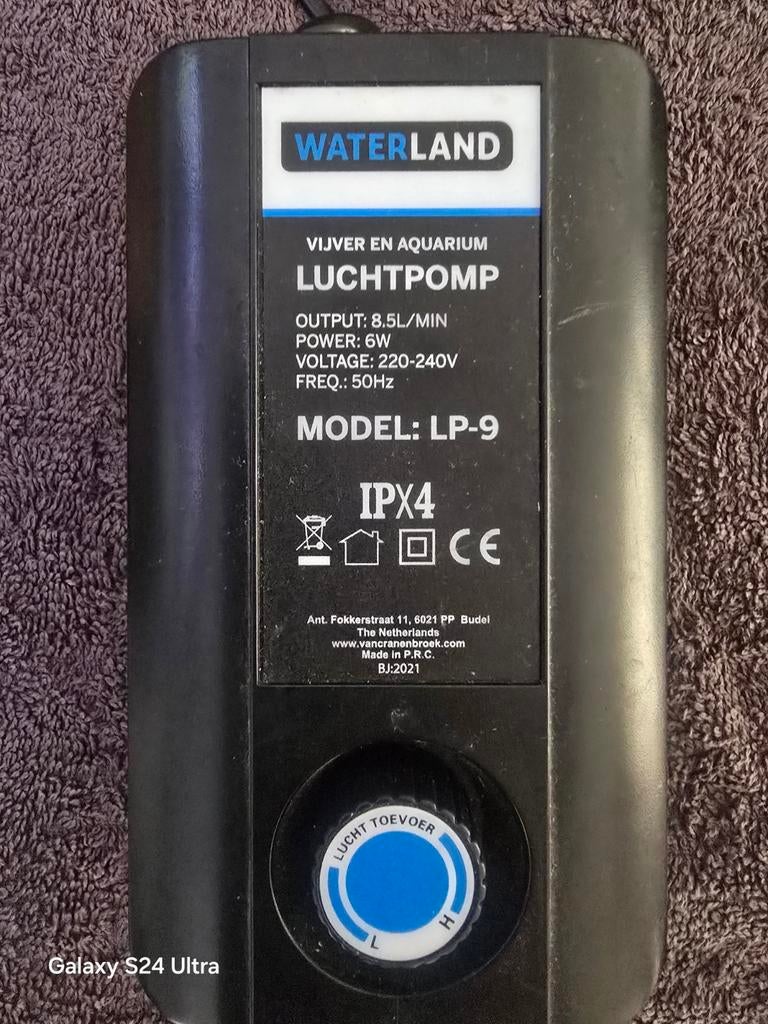 WATERLAND
VIJVER EN AQUARIUM
LUCHTPOMP
OUTPUT: 8.5L/MIN
POWER: 6W
VOLTAGE: 220-240V
FREQ.: 50Hz
MODEL: LP-9
IPX4
CE
Ant. Fokkerstraat 11, 6021 PP Budel
The Netherlands
www.vancranenbroek.com
Made in P.R.C.
BJ:2021
LUCHT TOEVOER
L H
Galaxy S24 Ultra